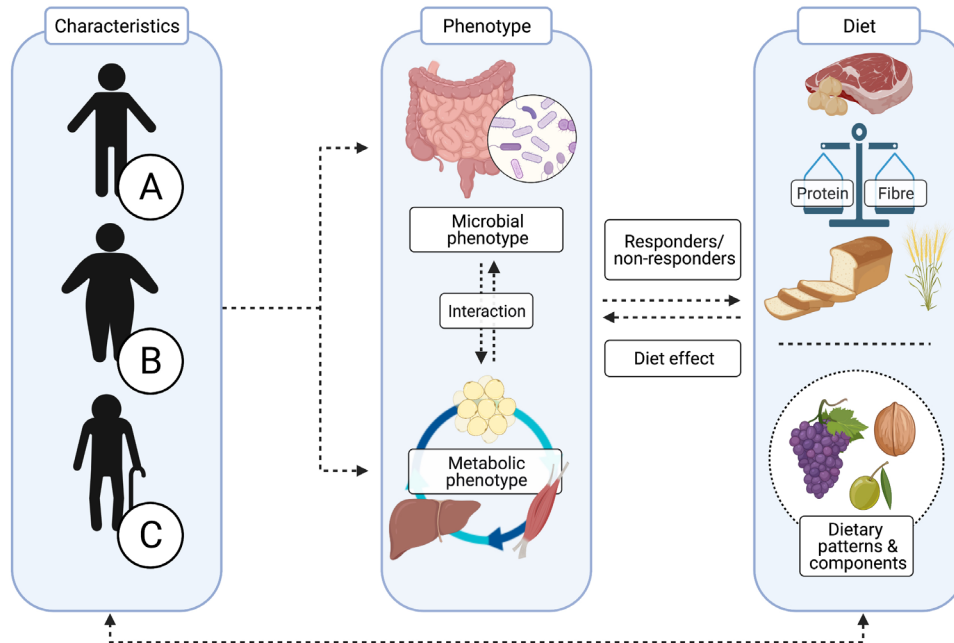 Characteristics
A
B
C
Phenotype
Microbial
phenotype
Interaction
Metabolic
phenotype
Responders/
non-responders
Diet effect
Diet
Protein
Fibre
Dietary
patterns &
components